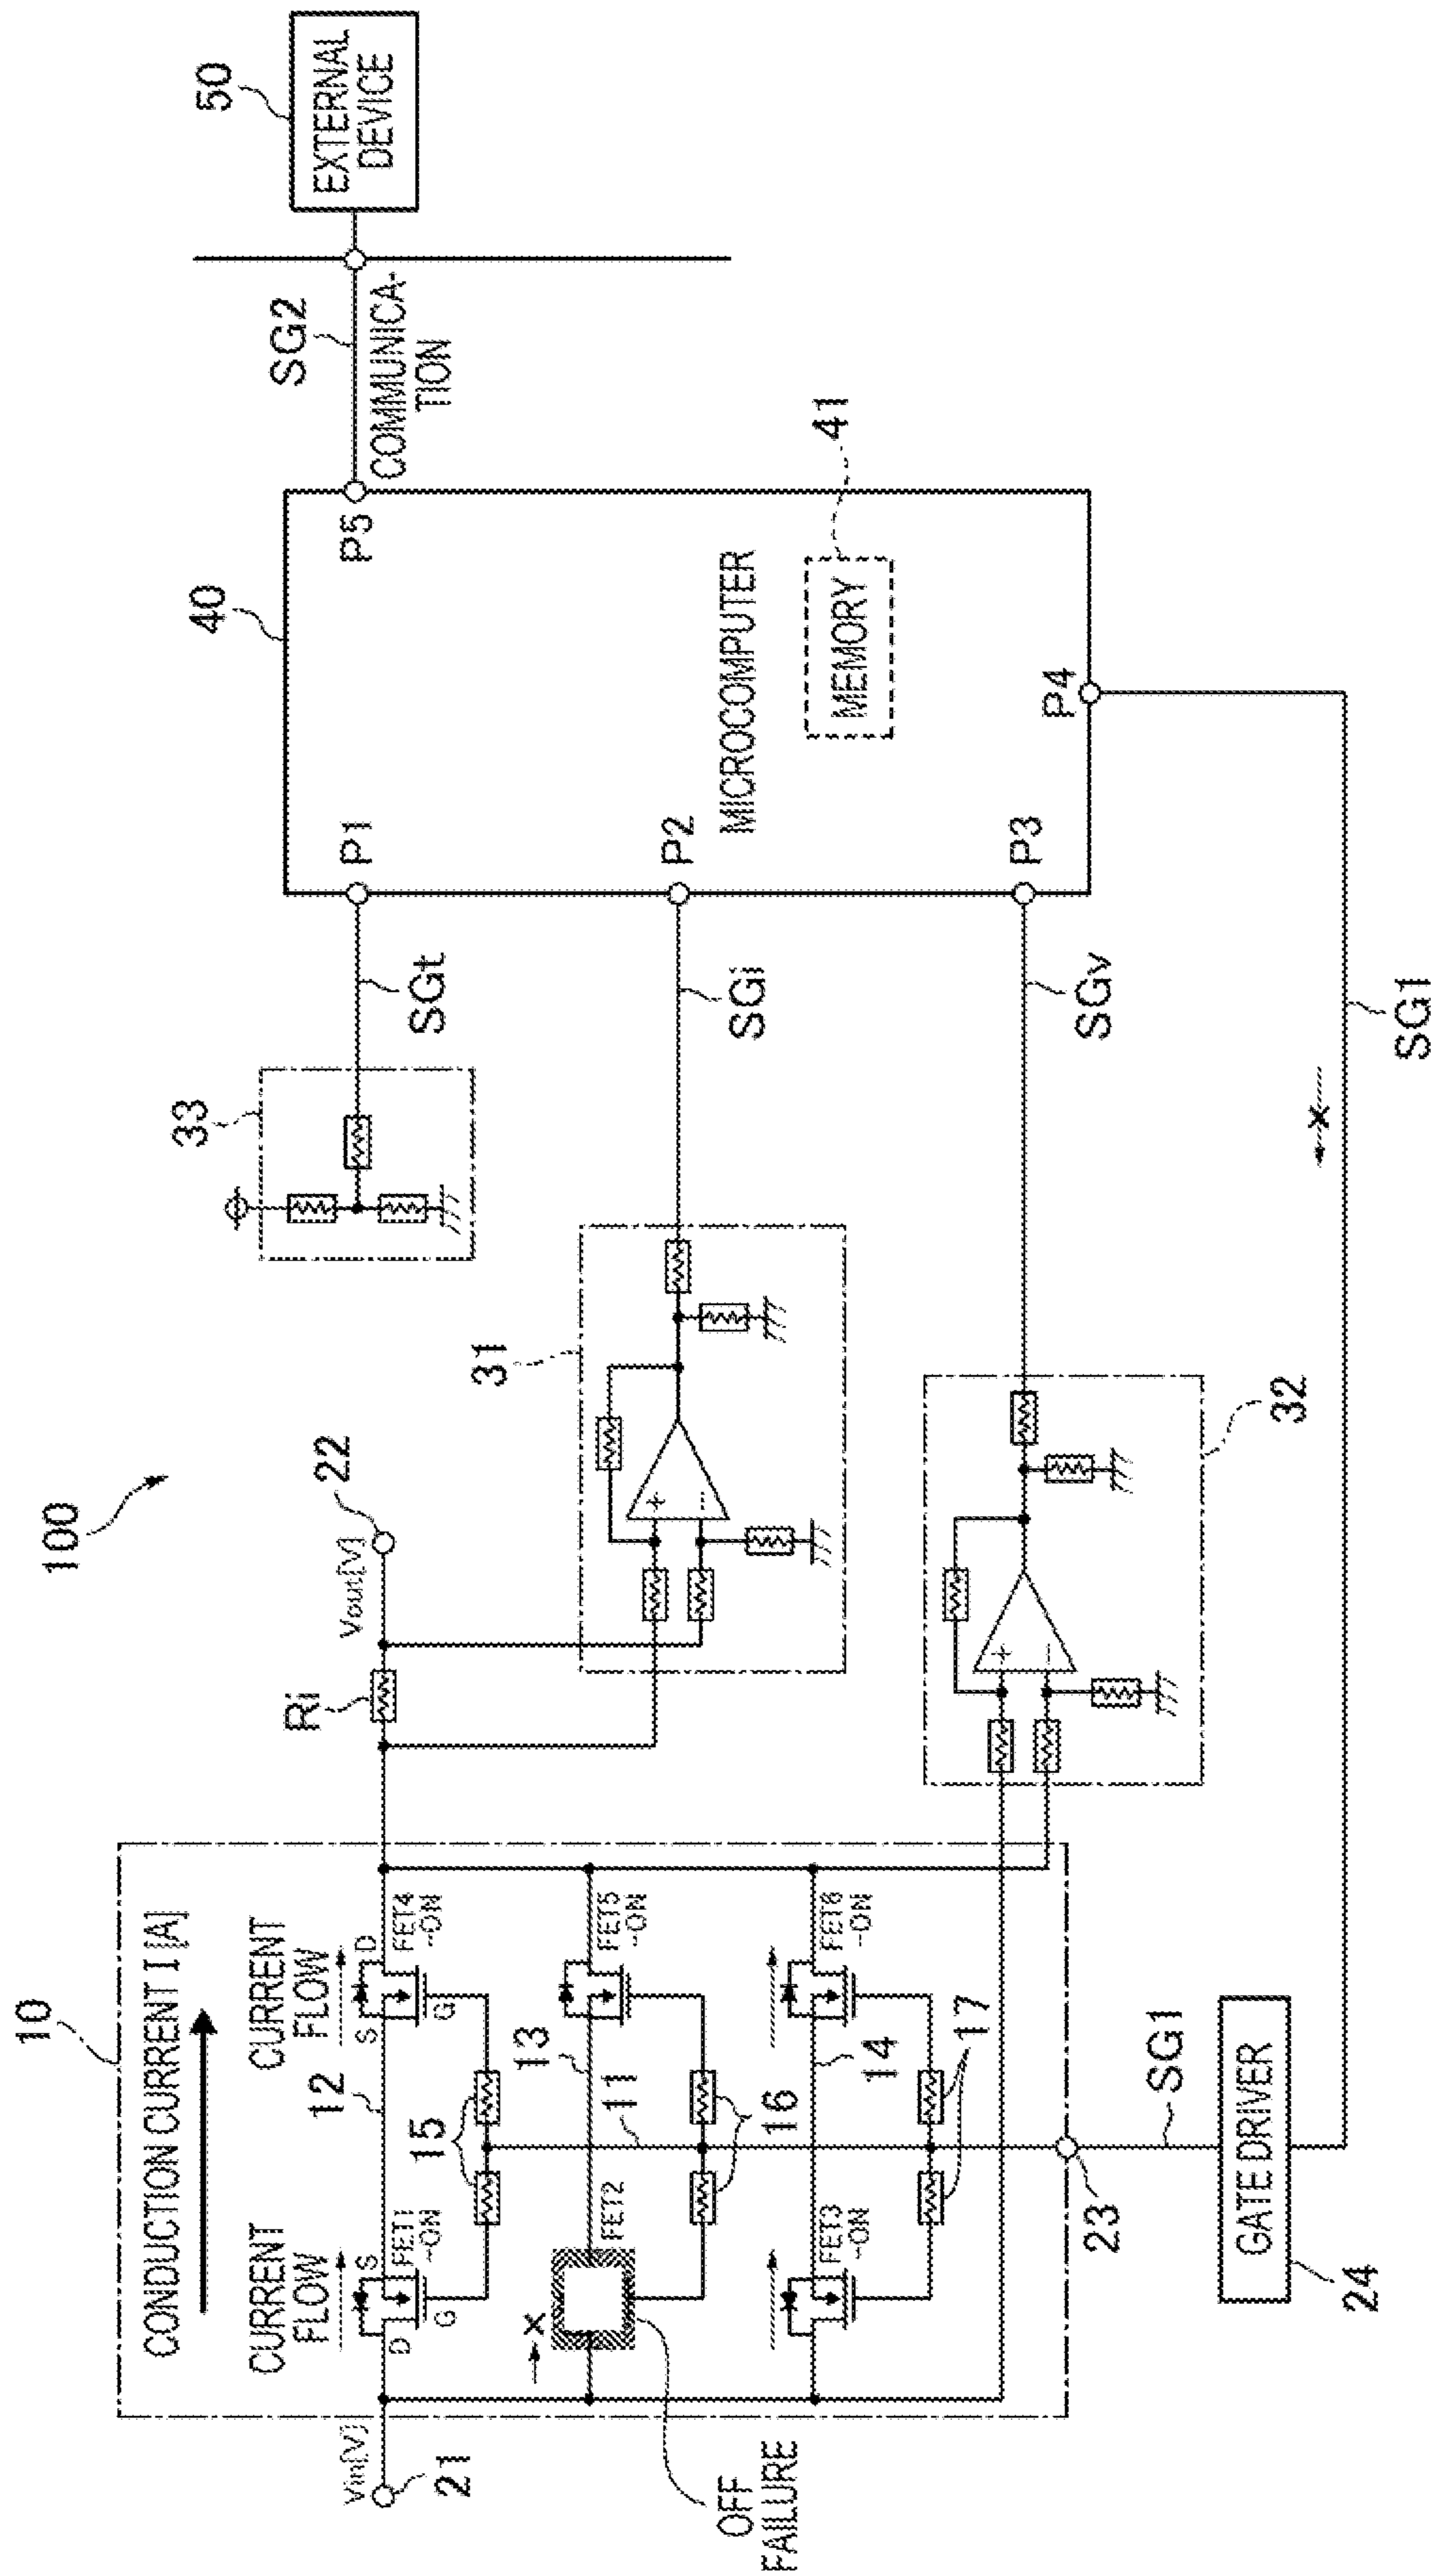 100
10
CONDUCTION CURRENT I [A]
CURRENT
FLOW
CURRENT
FLOW
Vin[V]
21
D
S
G
FET1
~ON
12
S
D
G
FET4
~ON
15
Ri
Vout[V]
22
33
SGt
P1
40
P5
SG2
COMMUNICA-
TION
50
EXTERNAL
DEVICE
×
FET2
13
11
FET5
~ON
16
OFF
FAILURE
31
+
−
SGi
P2
MICROCOMPUTER
41
MEMORY
FET3
~ON
14
FET6
~ON
17
32
+
−
SGv
P3
P4
23
SG1
24
GATE DRIVER
×
SG1